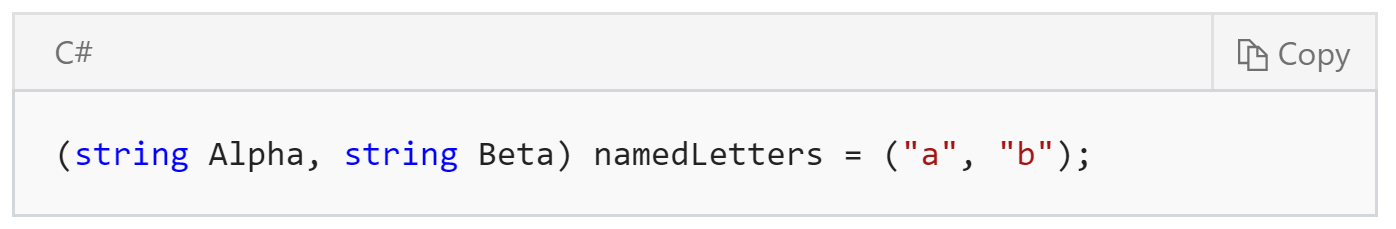 C#
Copy
(string Alpha, string Beta) namedLetters = ("a", "b");